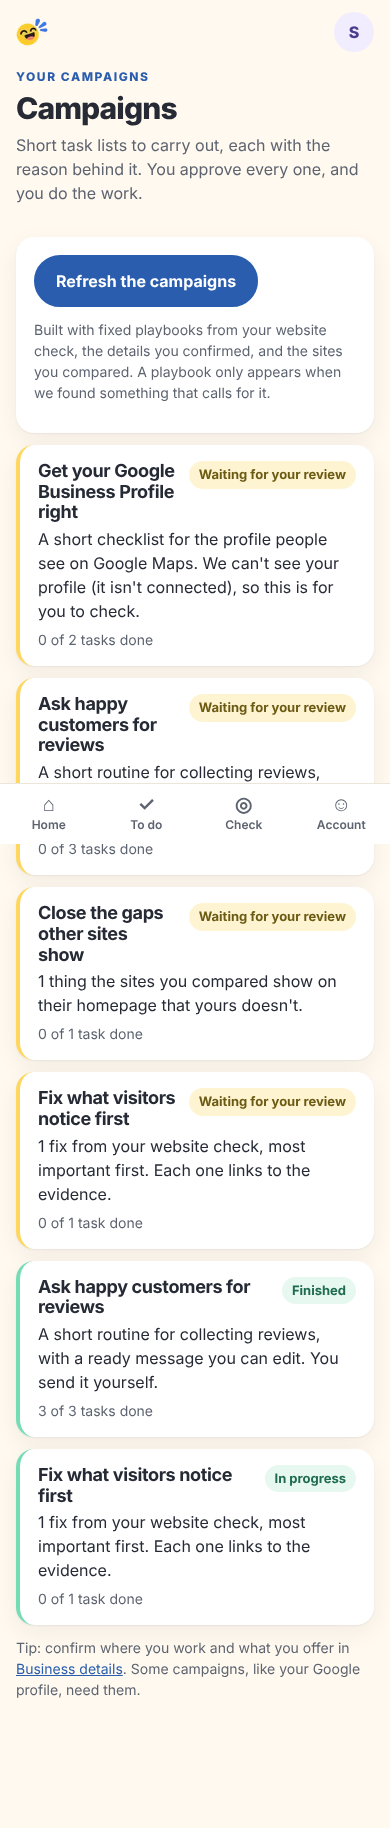 S
YOUR CAMPAIGNS
Campaigns
Short task lists to carry out, each with the
reason behind it. You approve every one, and
you do the work.
Refresh the campaigns
Built with fixed playbooks from your website
check, the details you confirmed, and the sites
you compared. A playbook only appears when
we found something that calls for it.
Get your Google
Business Profile
right
Waiting for your review
A short checklist for the profile people
see on Google Maps. We can't see your
profile (it isn't connected), so this is for
you to check.
0 of 2 tasks done
Ask happy
customers for
reviews
Waiting for your review
A short routine for collecting reviews,
Home
To do
Check
Account
0 of 3 tasks done
Close the gaps
other sites
show
Waiting for your review
1 thing the sites you compared show on
their homepage that yours doesn't.
0 of 1 task done
Fix what visitors
notice first
Waiting for your review
1 fix from your website check, most
important first. Each one links to the
evidence.
0 of 1 task done
Ask happy customers for
reviews
Finished
A short routine for collecting reviews,
with a ready message you can edit. You
send it yourself.
3 of 3 tasks done
Fix what visitors notice
first
In progress
1 fix from your website check, most
important first. Each one links to the
evidence.
0 of 1 task done
Tip: confirm where you work and what you offer in
Business details. Some campaigns, like your Google
profile, need them.